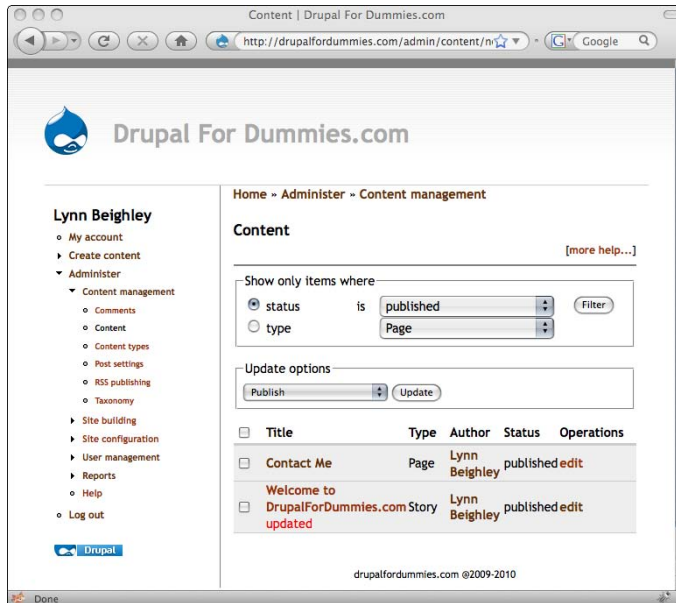 Content | Drupal For Dummies.com
http://drupalfordummies.com/admin/content/n
Google
Drupal For Dummies.com
Lynn Beighley
My account
Create content
Administer
Content management
Comments
Content
Content types
Post settings
RSS publishing
Taxonomy
Site building
Site configuration
User management
Reports
Help
Log out
Drupal
Home » Administer » Content management
Content
[more help...]
Show only items where
status is published Filter
type Page
Update options
Publish Update
Title Type Author Status Operations
Contact Me Page Lynn Beighley published edit
Welcome to DrupalForDummies.com updated Story Lynn Beighley published edit
drupalfordummies.com @2009-2010
Done